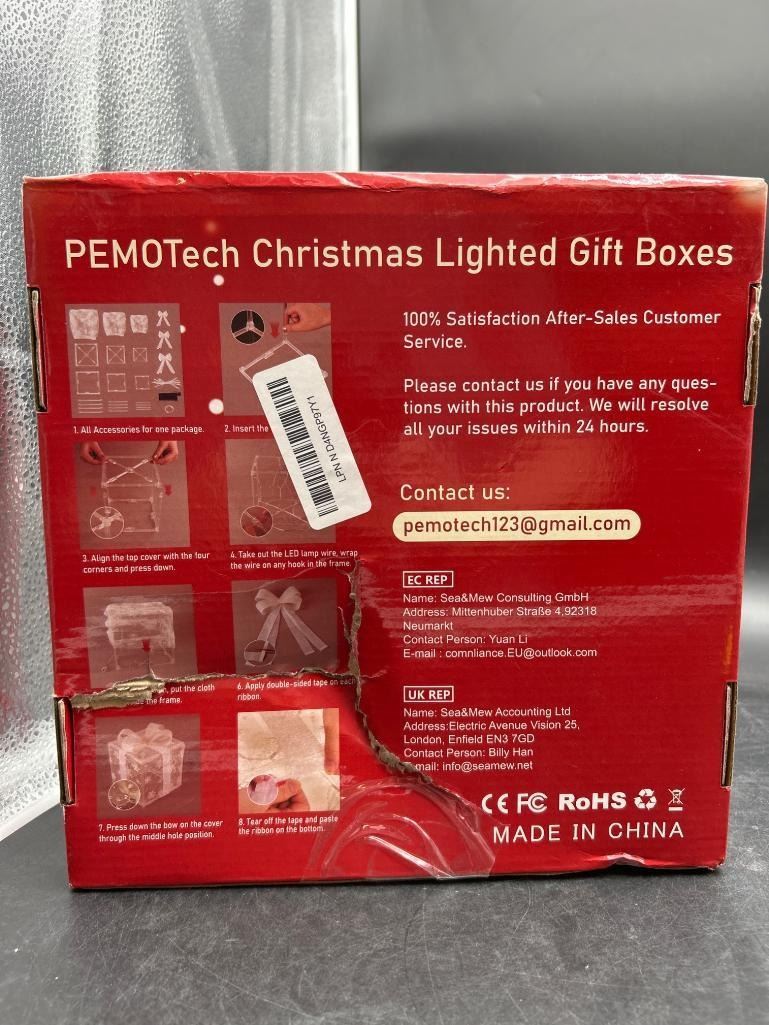 PEMOTech Christmas Lighted Gift Boxes
1. All Accessories for one package.
2. Insert the
LPN N D4NGP97Y1
3. Align the top cover with the four
corners and press down.
4. Take out the LED lamp wire, wrap
the wire on any hook in the frame.
put the cloth
the frame.
6. Apply double-sided tape on each
ribbon.
7. Press down the bow on the cover
through the middle hole position.
8. Tear off the tape and paste
the ribbon on the bottom.
100% Satisfaction After-Sales Customer
Service.
Please contact us if you have any ques-
tions with this product. We will resolve
all your issues within 24 hours.
Contact us:
pemotech123@gmail.com
EC REP
Name: Sea&Mew Consulting GmbH
Address: Mittenhuber Straße 4,92318
Neumarkt
Contact Person: Yuan Li
E-mail : comnliance.EU@outlook.com
UK REP
Name: Sea&Mew Accounting Ltd
Address:Electric Avenue Vision 25,
London, Enfield EN3 7GD
Contact Person: Billy Han
mail: info@seamew.net
CE FC RoHS
MADE IN CHINA